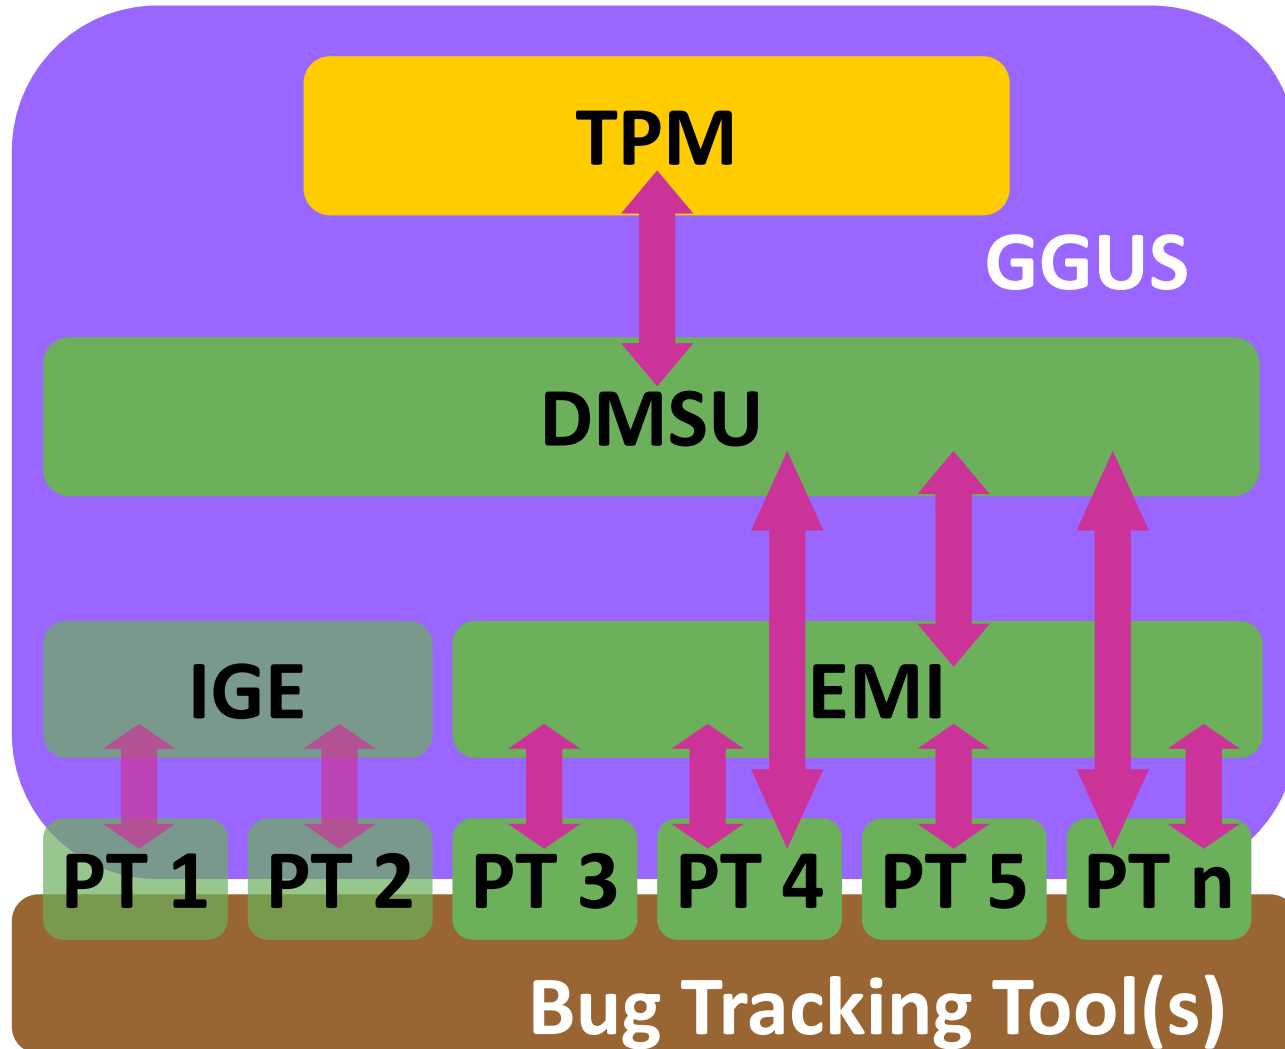 TPM
GGUS
DMSU
IGE
EMI
PT 1
PT 2
PT 3
PT 4
PT 5
PT n
Bug Tracking Tool(s)